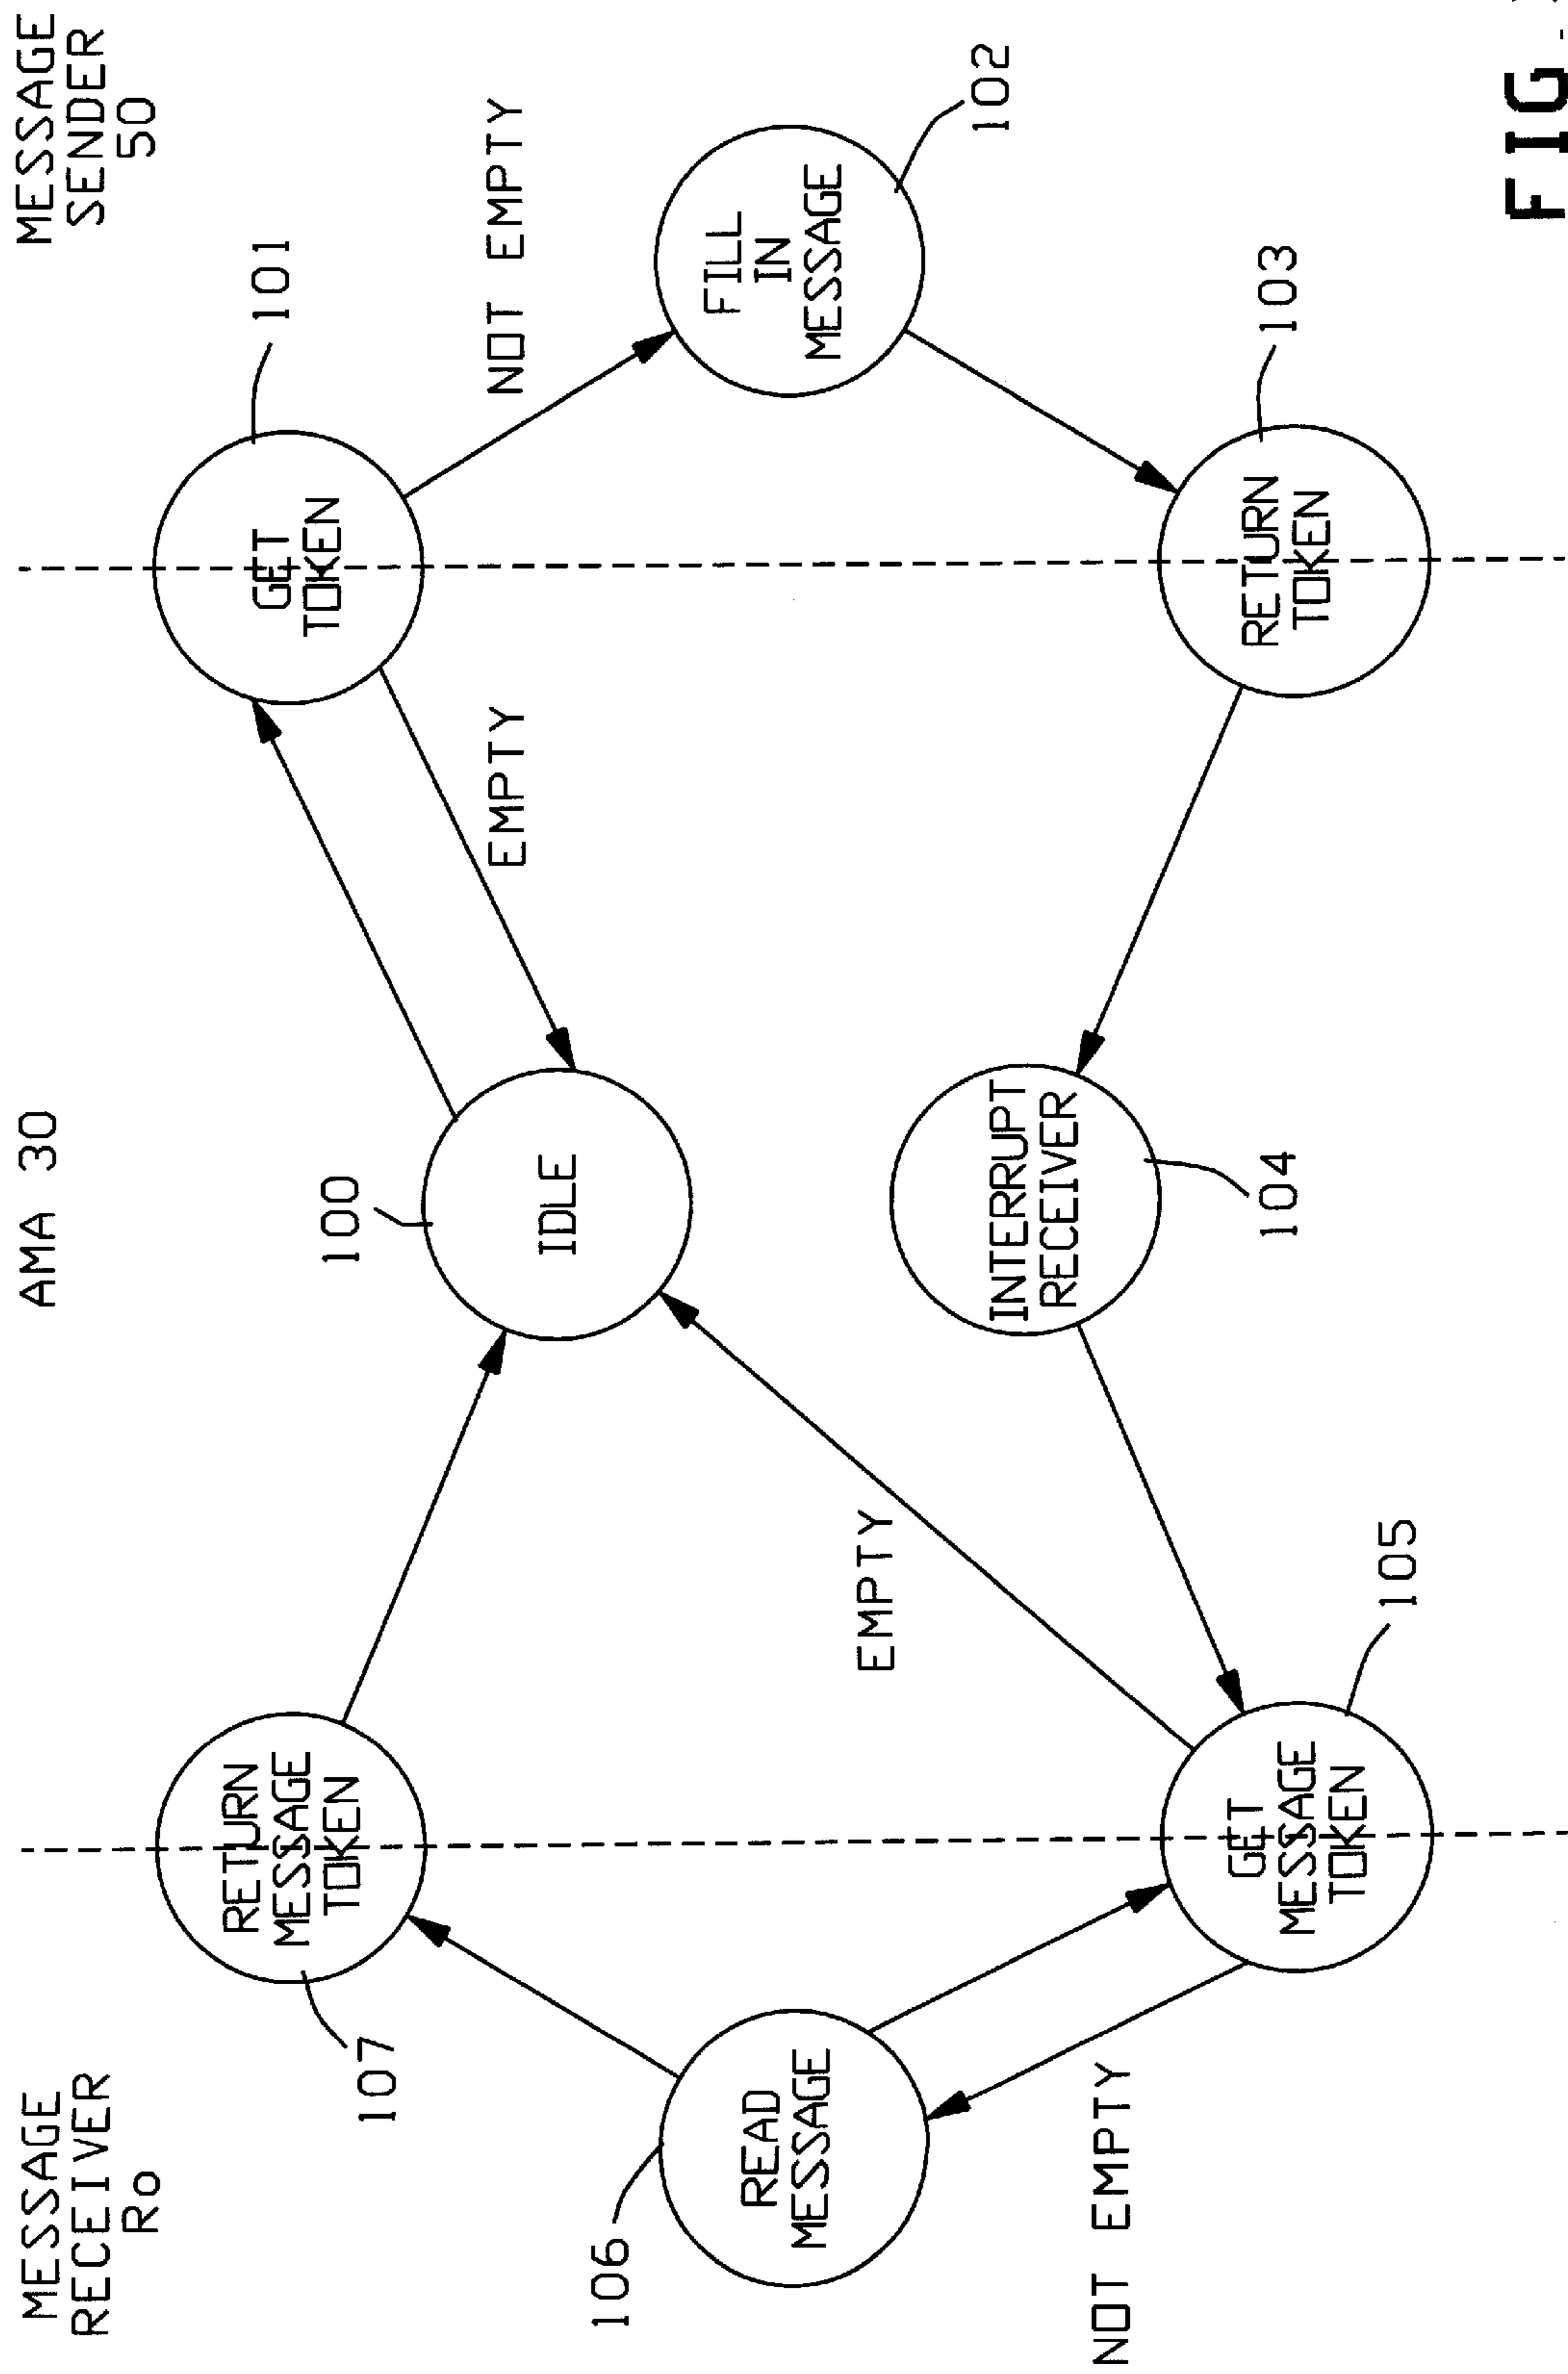 MESSAGE
RECEIVER
Ro
AMA 30
MESSAGE
SENDER
50
107
RETURN
MESSAGE
TOKEN
100
IDLE
GET
TOKEN
101
EMPTY
NOT EMPTY
106
READ
MESSAGE
EMPTY
FILL
IN
MESSAGE
102
INTERRUPT
RECEIVER
104
NOT EMPTY
GET
MESSAGE
TOKEN
105
RETURN
TOKEN
103
FIG.